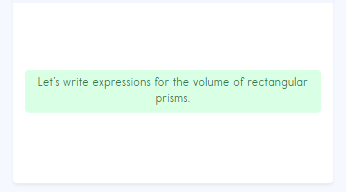 Let's write expressions for the volume of rectangular
prisms.